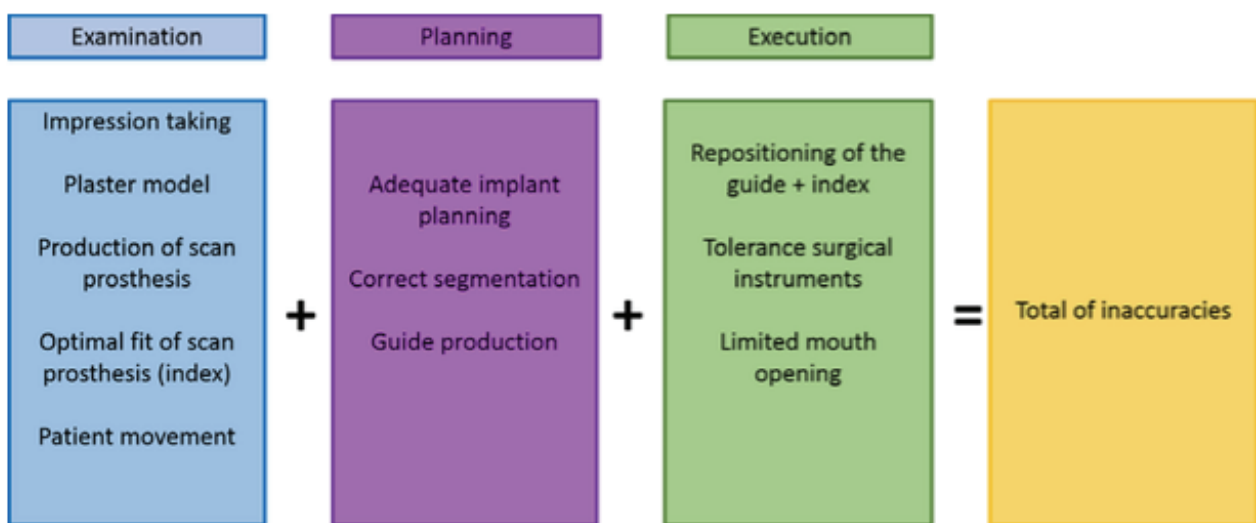 Examination
Planning
Execution
Impression taking
Plaster model
Production of scan
prosthesis
Optimal fit of scan
prosthesis (index)
Patient movement
+
Adequate implant
planning
Correct segmentation
Guide production
+
Repositioning of the
guide + index
Tolerance surgical
instruments
Limited mouth
opening
=
Total of inaccuracies